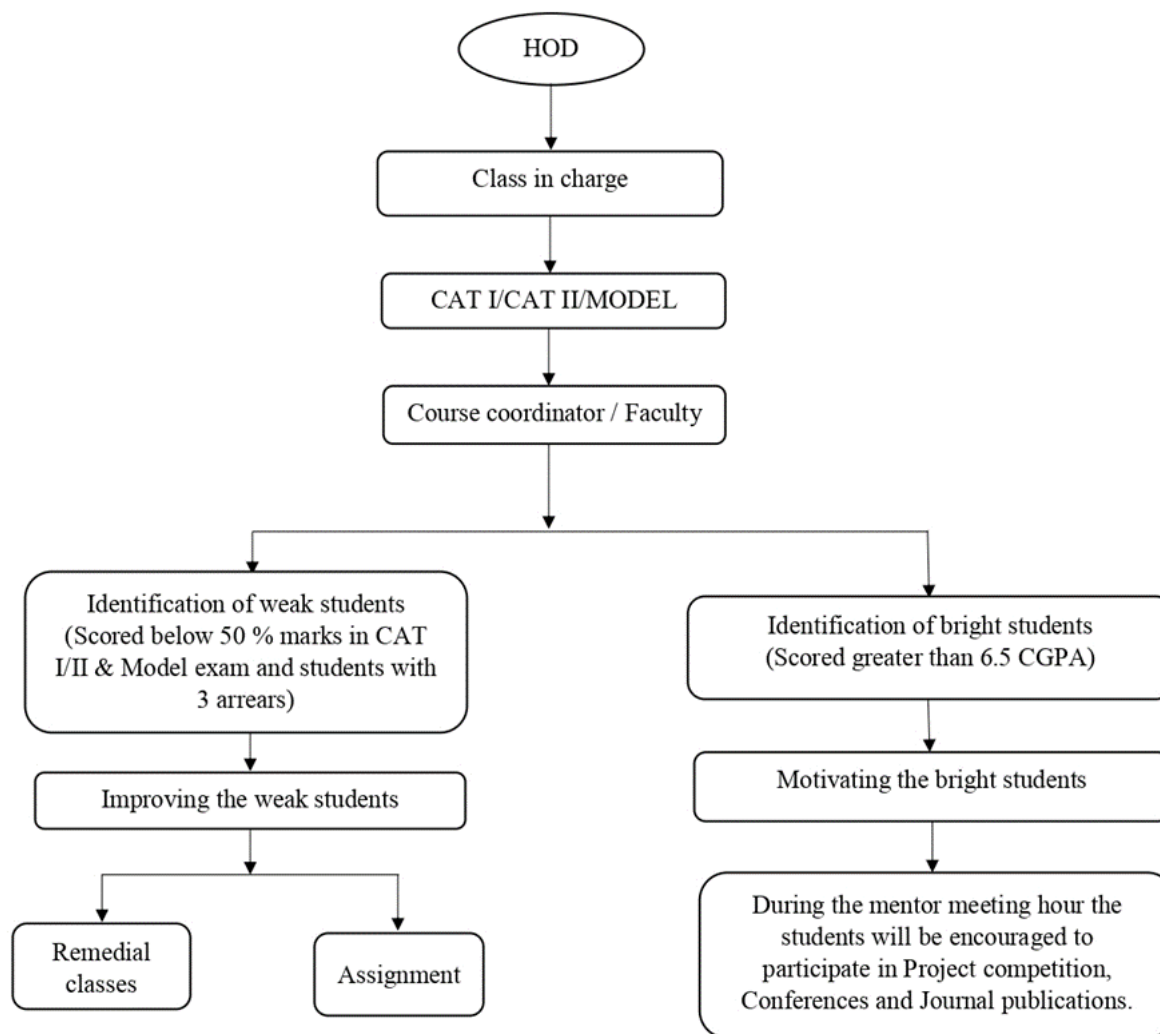 HOD
Class in charge
CAT I/CAT II/MODEL
Course coordinator / Faculty
Identification of weak students
(Scored below 50 % marks in CAT
I/II & Model exam and students with
3 arrears)
Improving the weak students
Remedial
classes
Assignment
Identification of bright students
(Scored greater than 6.5 CGPA)
Motivating the bright students
During the mentor meeting hour the
students will be encouraged to
participate in Project competition,
Conferences and Journal publications.